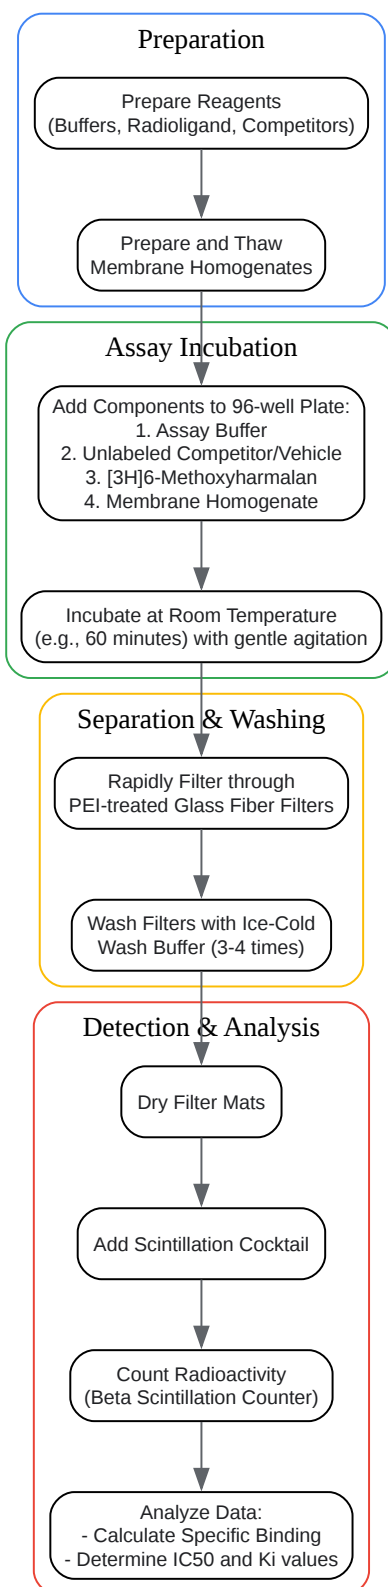 Preparation
Prepare Reagents
(Buffers, Radioligand, Competitors)
Prepare and Thaw
Membrane Homogenates
Assay Incubation
Add Components to 96-well Plate:
1. Assay Buffer
2. Unlabeled Competitor/Vehicle
3. [3H]6-Methoxyharmalan
4. Membrane Homogenate
Incubate at Room Temperature
(e.g., 60 minutes) with gentle agitation
Separation & Washing
Rapidly Filter through
PEI-treated Glass Fiber Filters
Wash Filters with Ice-Cold
Wash Buffer (3-4 times)
Detection & Analysis
Dry Filter Mats
Add Scintillation Cocktail
Count Radioactivity
(Beta Scintillation Counter)
Analyze Data:
- Calculate Specific Binding
- Determine IC50 and Ki values